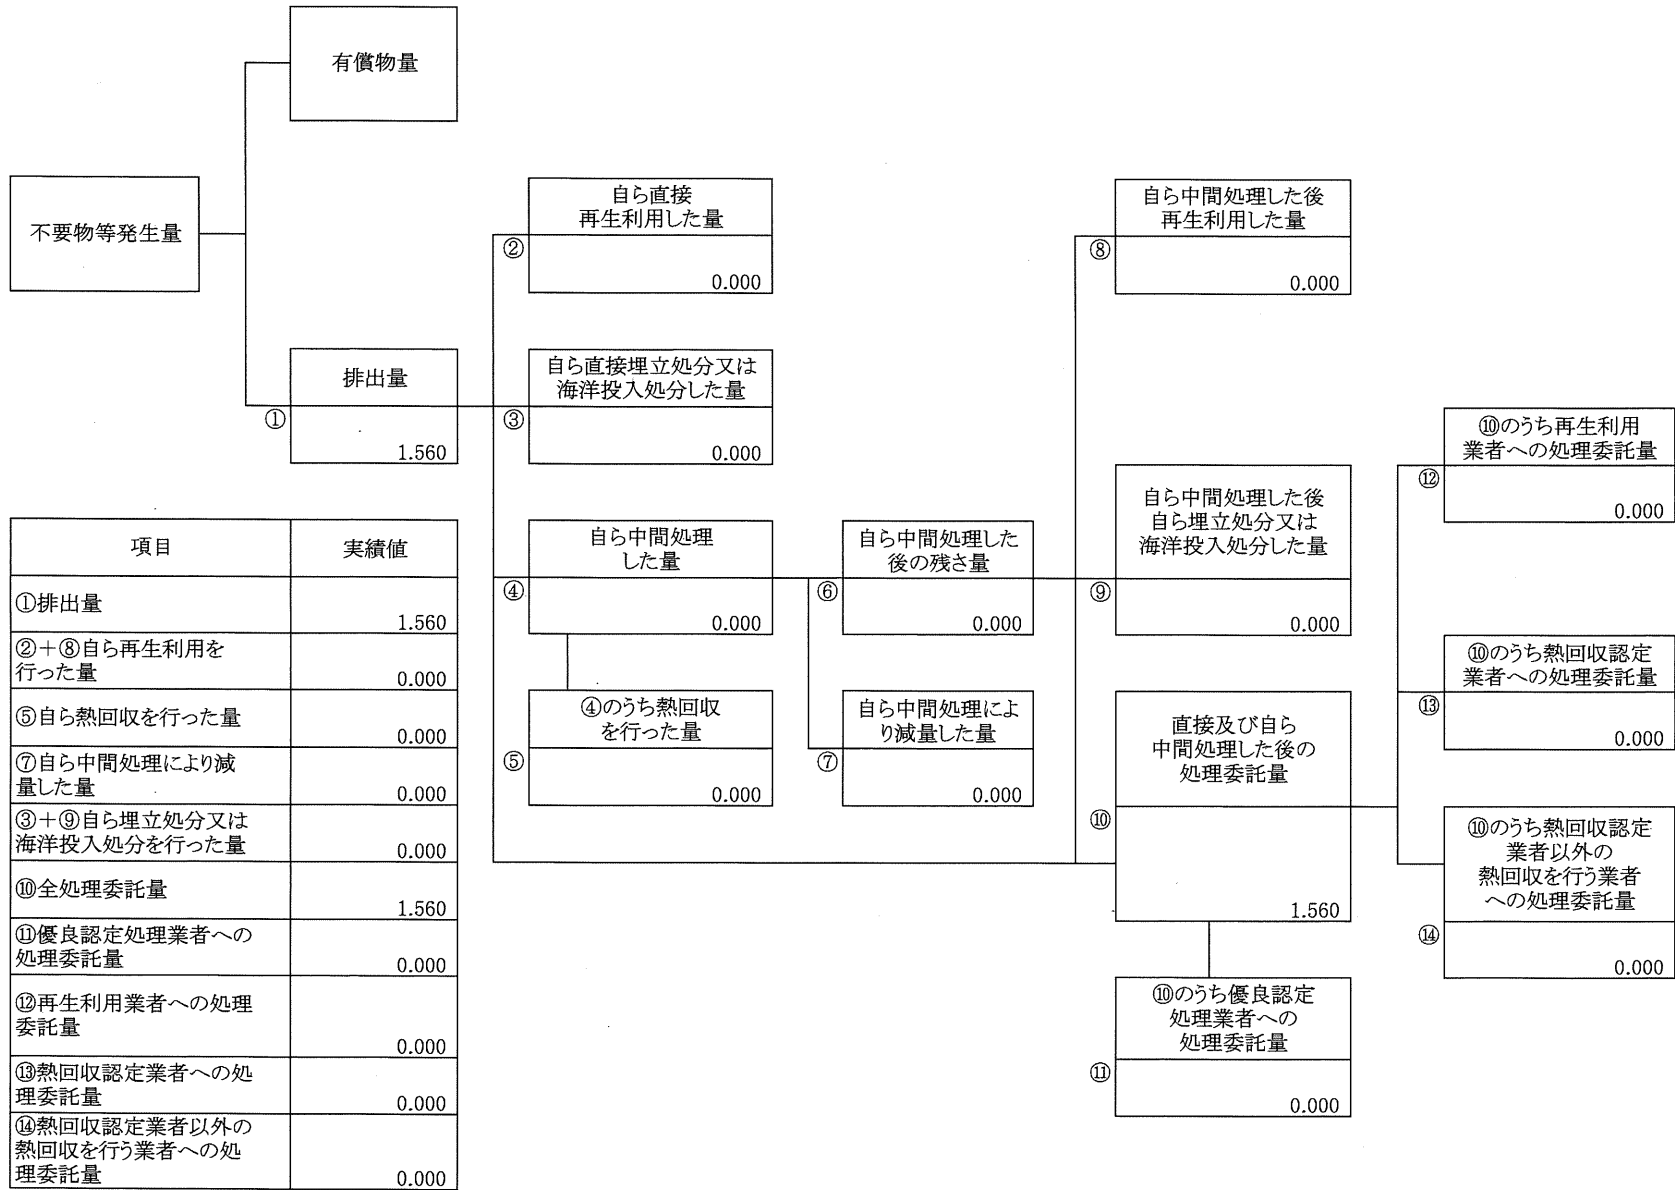 有償物量
不要物等発生量
排出量
①
1.560
自ら直接
再生利用した量
②
0.000
自ら直接埋立処分又は
海洋投入処分した量
③
0.000
自ら中間処理
した量
④
0.000
④のうち熱回収
を行った量
⑤
0.000
自ら中間処理した
後の残さ量
⑥
0.000
自ら中間処理によ
り減量した量
⑦
0.000
自ら中間処理した後
再生利用した量
⑧
0.000
自ら中間処理した後
自ら埋立処分又は
海洋投入処分した量
⑨
0.000
直接及び自ら
中間処理した後の
処理委託量
⑩
1.560
⑩のうち優良認定
処理業者への
処理委託量
⑪
0.000
⑩のうち再生利用
業者への処理委託量
⑫
0.000
⑩のうち熱回収認定
業者への処理委託量
⑬
0.000
⑩のうち熱回収認定
業者以外の
熱回収を行う業者
への処理委託量
⑭
0.000
項目 実績値
①排出量
1.560
②+⑧自ら再生利用を
行った量
0.000
⑤自ら熱回収を行った量
0.000
⑦自ら中間処理により減
量した量
0.000
③+⑨自ら埋立処分又は
海洋投入処分を行った量
0.000
⑩全処理委託量
1.560
⑪優良認定処理業者への
処理委託量
0.000
⑫再生利用業者への処理
委託量
0.000
⑬熱回収認定業者への処
理委託量
0.000
⑭熱回収認定業者以外の
熱回収を行う業者への処
理委託量
0.000